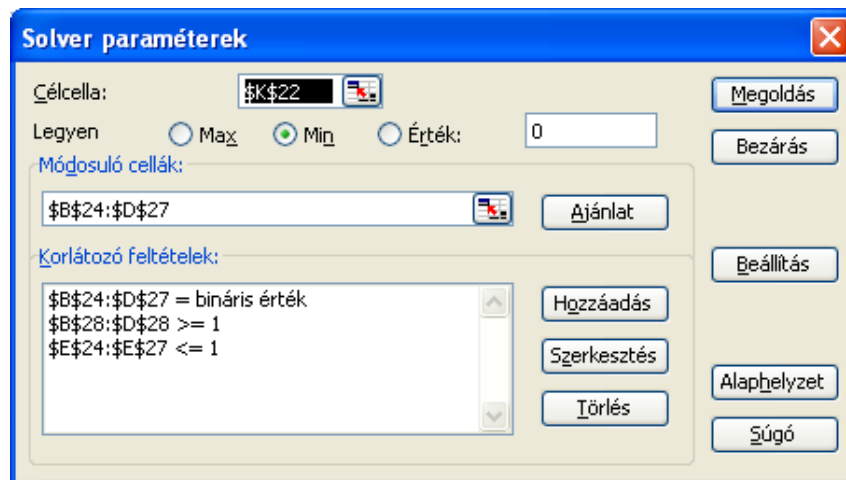 Solver paraméterek
Célcella:
$K$22
Megoldás
Legyen
Max
Min
Érték:
0
Bezárás
Módosuló cellák:
$B$24:$D$27
Ajánlat
Korlátozó feltételek:
Beállítás
$B$24:$D$27 = bináris érték
$B$28:$D$28 >= 1
$E$24:$E$27 <= 1
Hozzáadás
Szerkesztés
Törlés
Alaphelyzet
Súgó